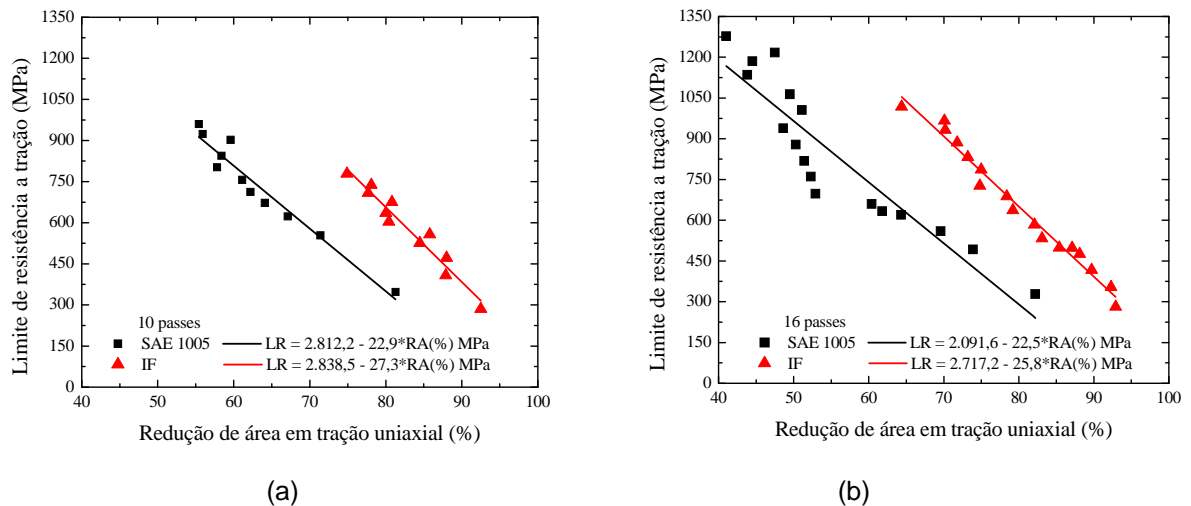 1350
1200
1050
900
750
600
450
300
150
0
Limite de resistência a tração (MPa)
10 passes
SAE 1005 LR = 2.812,2 - 22,9*RA(%) MPa
IF LR = 2.838,5 - 27,3*RA(%) MPa
40 50 60 70 80 90 100
Redução de área em tração uniaxial (%)
(a)
1350
1200
1050
900
750
600
450
300
150
0
Limite de resistência a tração (MPa)
16 passes
SAE 1005 LR = 2.091,6 - 22,5*RA(%) MPa
IF LR = 2.717,2 - 25,8*RA(%) MPa
40 50 60 70 80 90 100
Redução de área em tração uniaxial (%)
(b)